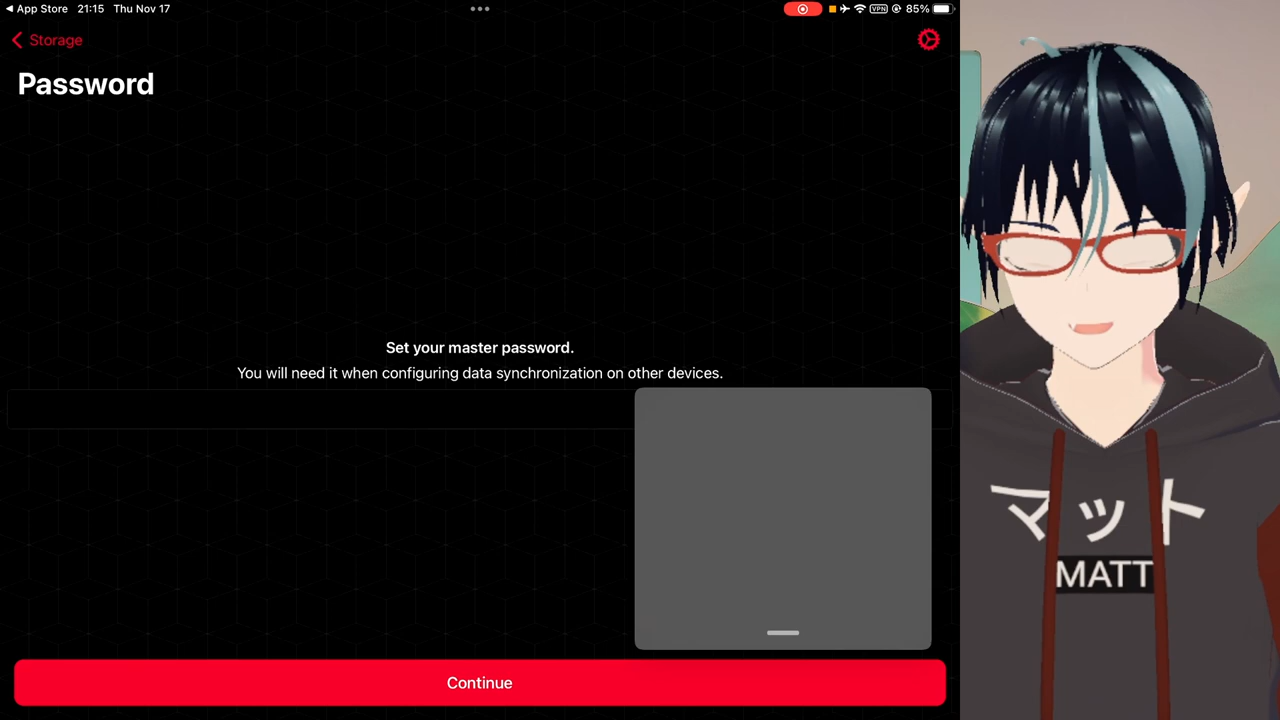 App Store 21:15 Thu Nov 17
VPN 85%
Storage
Password
Set your master password.
You will need it when configuring data synchronization on other devices.
Continue
マット
MATT